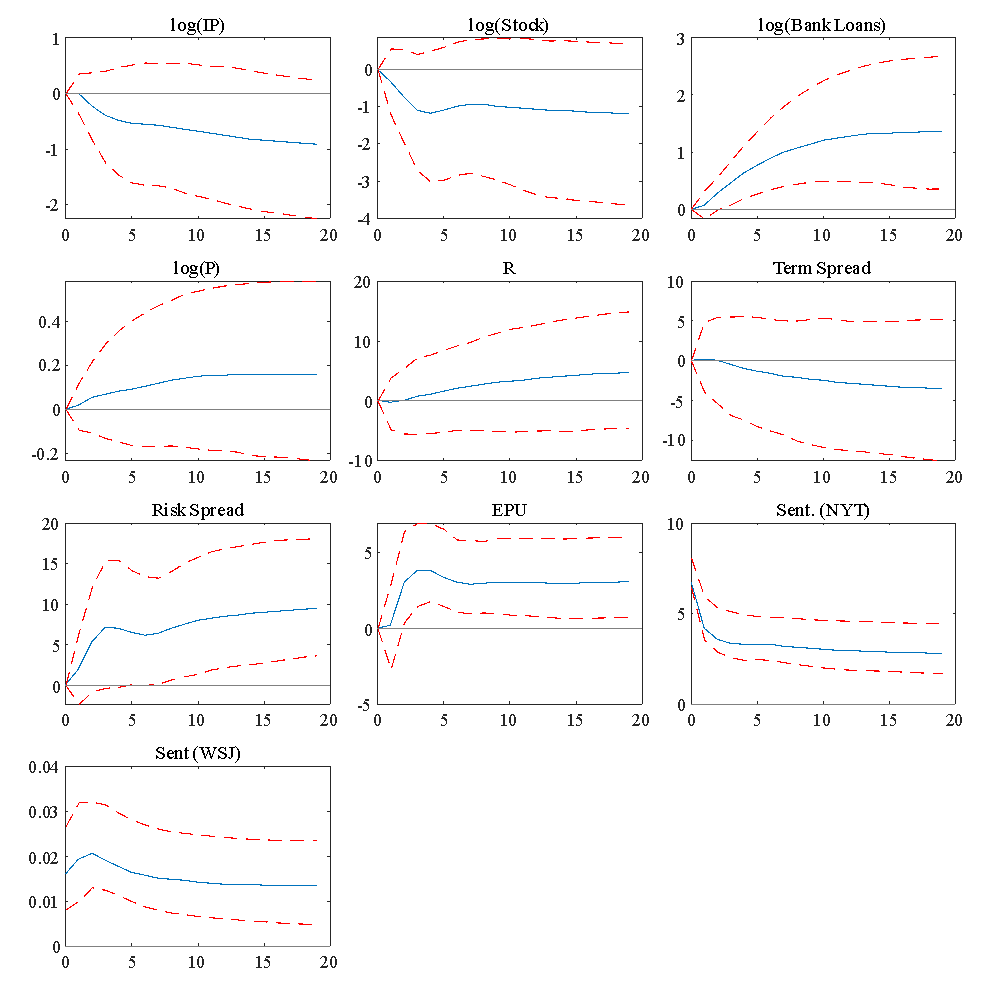 log(IP)
1
0
-1
-2
0 5 10 15 20
log(Stock)
0
-1
-2
-3
-4
0 5 10 15 20
log(Bank Loans)
3
2
1
0
0 5 10 15 20
log(P)
0.4
0.2
0
-0.2
0 5 10 15 20
R
20
10
0
-10
0 5 10 15 20
Term Spread
10
5
0
-5
-10
0 5 10 15 20
Risk Spread
20
15
10
5
0
0 5 10 15 20
EPU
5
0
-5
0 5 10 15 20
Sent. (NYT)
10
5
0
0 5 10 15 20
Sent (WSJ)
0.04
0.03
0.02
0.01
0
0 5 10 15 20